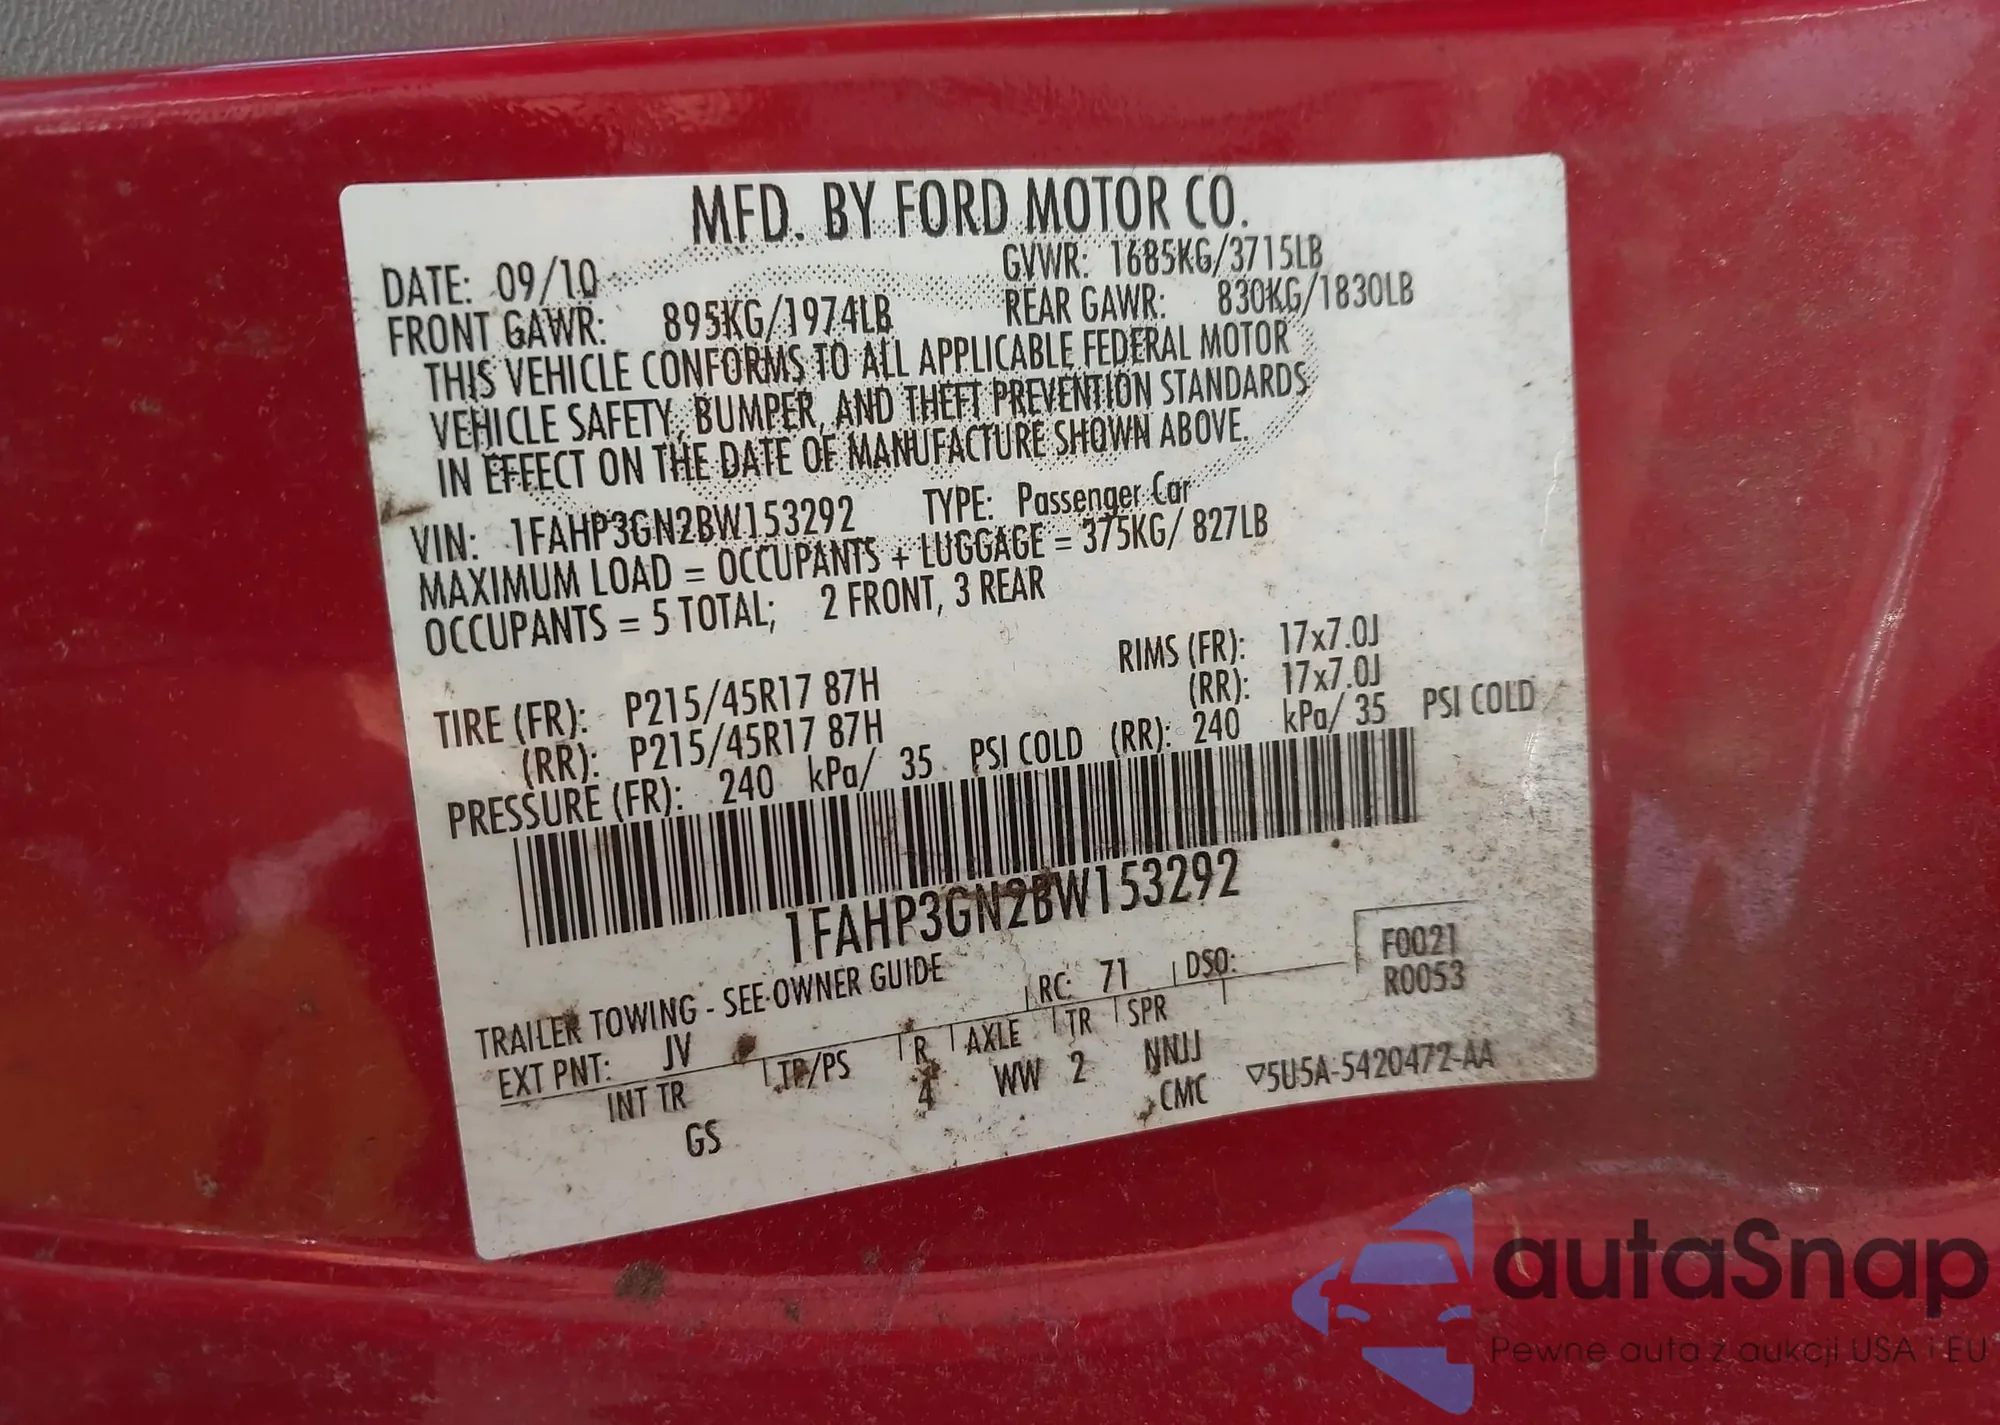 MFD. BY FORD MOTOR CO.
DATE: 09/10 GVWR: 1685KG/3715LB
FRONT GAWR: 895KG/1974LB REAR GAWR: 830KG/1830LB
THIS VEHICLE CONFORMS TO ALL APPLICABLE FEDERAL MOTOR
VEHICLE SAFETY, BUMPER, AND THEFT PREVENTION STANDARDS
IN EFFECT ON THE DATE OF MANUFACTURE SHOWN ABOVE.
VIN: 1FAHP3GN2BW153292 TYPE: Passenger Car
MAXIMUM LOAD = OCCUPANTS + LUGGAGE = 375KG/ 827LB
OCCUPANTS = 5 TOTAL; 2 FRONT, 3 REAR
TIRE (FR): P215/45R17 87H RIMS (FR): 17x7.0J
(RR): P215/45R17 87H (RR): 17x7.0J
PRESSURE (FR): 240 kPa/ 35 PSI COLD (RR): 240 kPa/ 35 PSI COLD
1FAHP3GN2BW153292
TRAILER TOWING - SEE OWNER GUIDE
F0021
R0053
EXT PNT: JV RC: 71 DSO:
INT TR TP/PS R AXLE TR SPR
GS 4 WW 2 NNJJ
CMC ▽5U5A-5420472-AA
autaSnap
Pewne auta z aukcji USA i EU